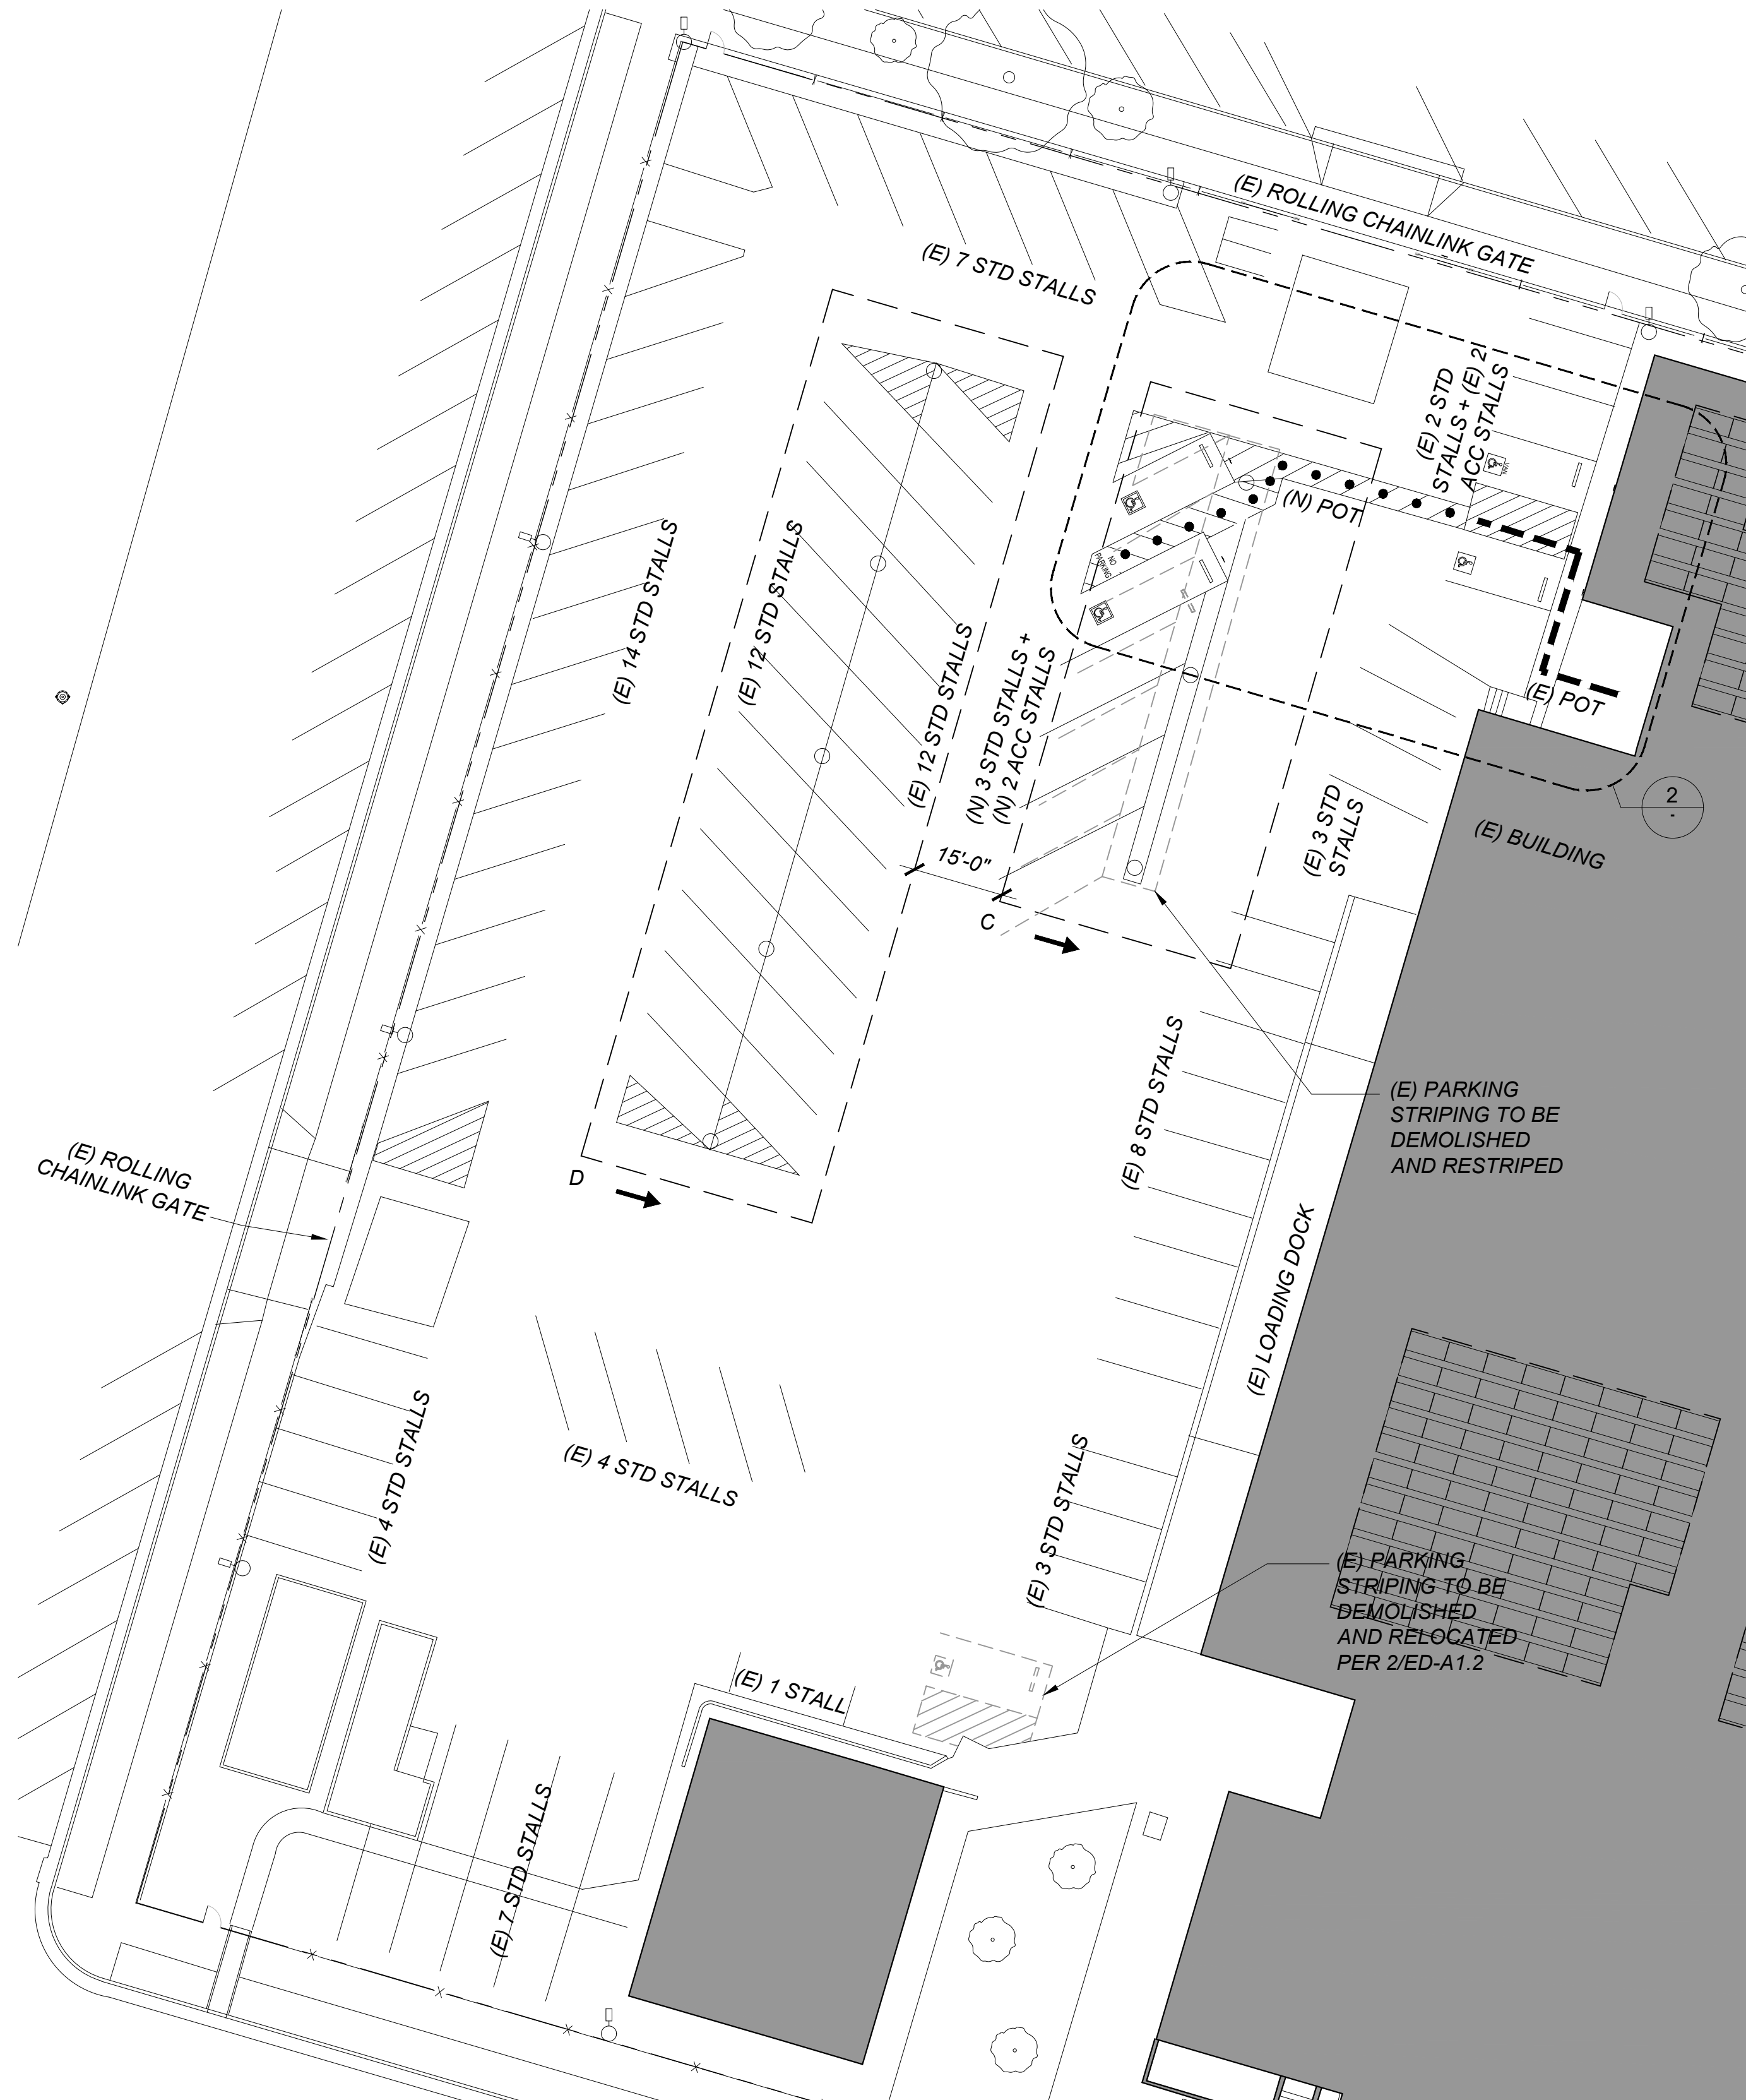 (E) ROLLING CHAINLINK GATE
(E) 7 STD STALLS
(E) 2 STD
STALLS + (E) 2
ACC STALLS
VAN
(N) POT
NO
PARKING
(E) 14 STD STALLS
(E) 12 STD STALLS
(E) 12 STD STALLS
(N) 3 STD STALLS +
(N) 2 ACC STALLS
(E) POT
2
-
(E) 3 STD
STALLS
(E) BUILDING
15'-0"
C
(E) 8 STD STALLS
(E) PARKING
STRIPING TO BE
DEMOLISHED
AND RESTRIPED
(E) ROLLING
CHAINLINK GATE
D
(E) LOADING DOCK
(E) 4 STD STALLS
(E) 4 STD STALLS
(E) 3 STD STALLS
(E) PARKING
STRIPING TO BE
DEMOLISHED
AND RELOCATED
PER 2/ED-A1.2
(E) 1 STALL
(E) 7 STD STALLS